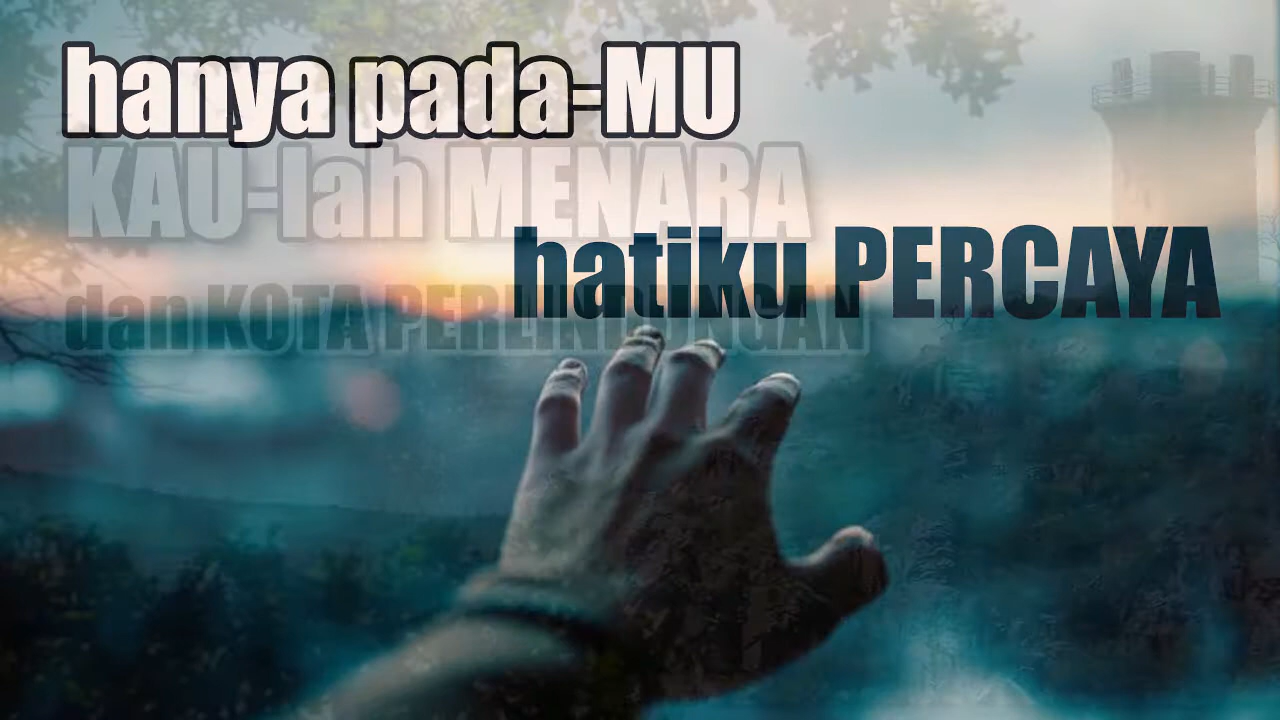 hanya pada-MU
KAU-lah MENARA
hatiku PERCAYA
dan KOTA PERLINDUNGAN